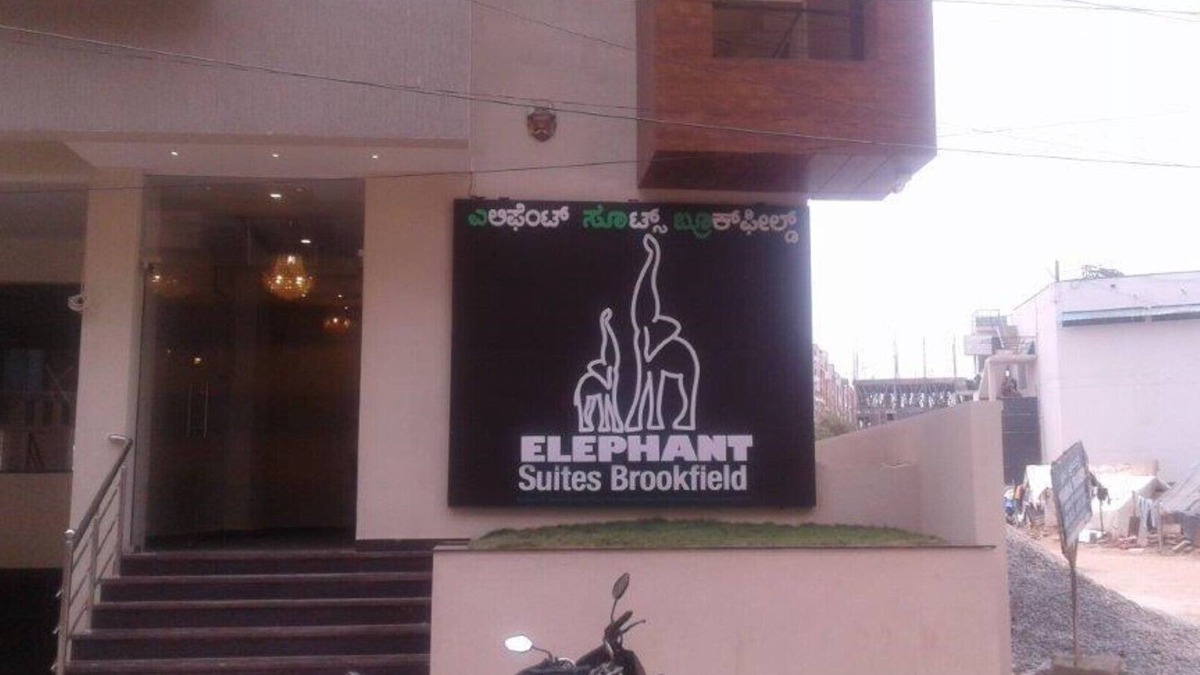 ಎಲಿಫೆಂಟ್ ಸೂಟ್ಸ್ ಬ್ರೂಕ್‌ಫೀಲ್ಡ್
ELEPHANT
Suites Brookfield